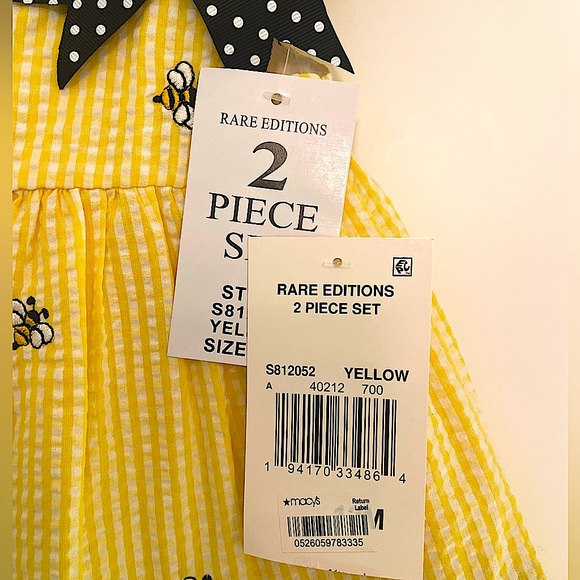 RARE EDITIONS
2
PIECE
S
ST
S81
YEL
SIZE
RARE EDITIONS
2 PIECE SET
S812052 YELLOW
A 40212 700
1 94170 33486 4
★macy's Return
Label
M
0526059783335